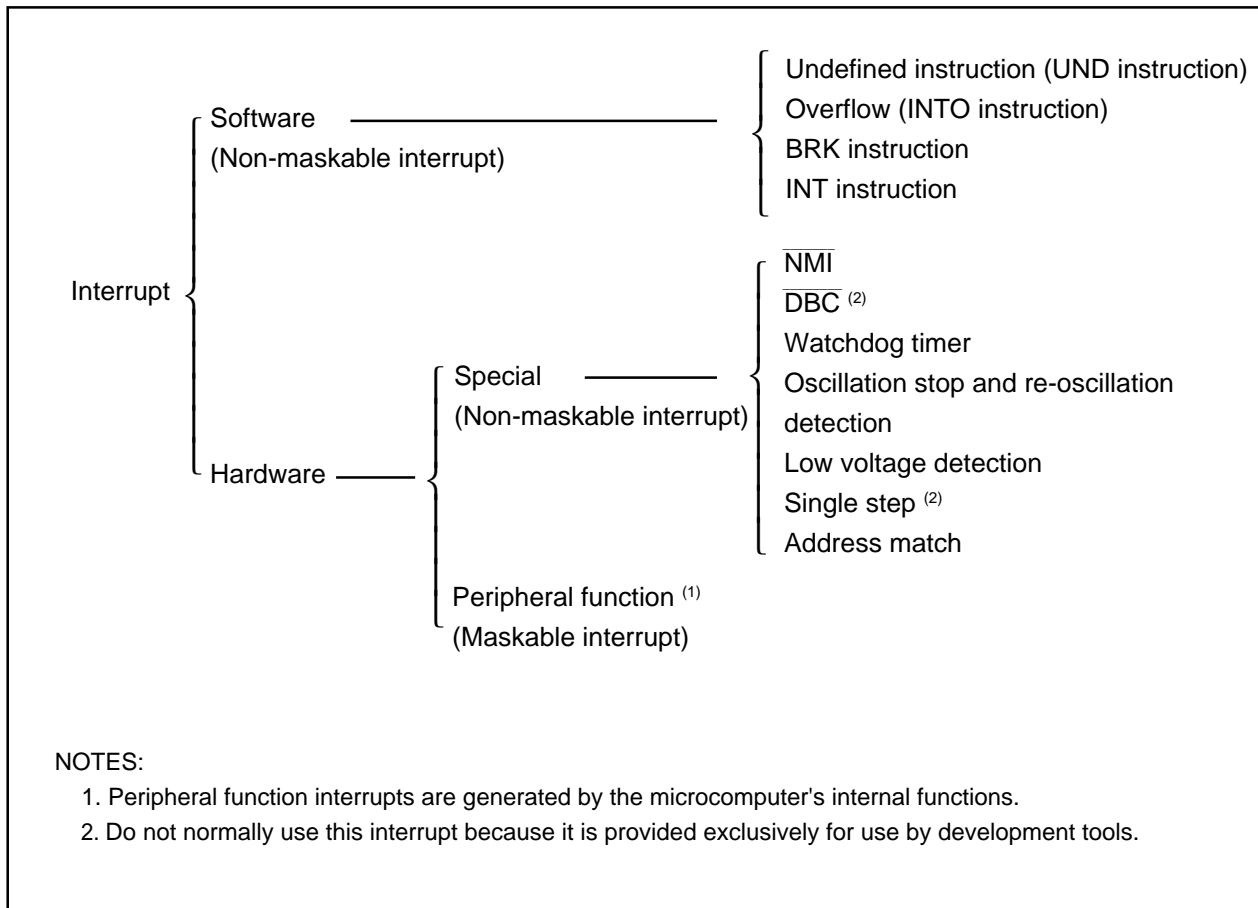 Interrupt
Software
(Non-maskable interrupt)
Undefined instruction (UND instruction)
Overflow (INTO instruction)
BRK instruction
INT instruction
Hardware
Special
(Non-maskable interrupt)
NMI
DBC (2)
Watchdog timer
Oscillation stop and re-oscillation
detection
Low voltage detection
Single step (2)
Address match
Peripheral function (1)
(Maskable interrupt)
NOTES:
1. Peripheral function interrupts are generated by the microcomputer's internal functions.
2. Do not normally use this interrupt because it is provided exclusively for use by development tools.